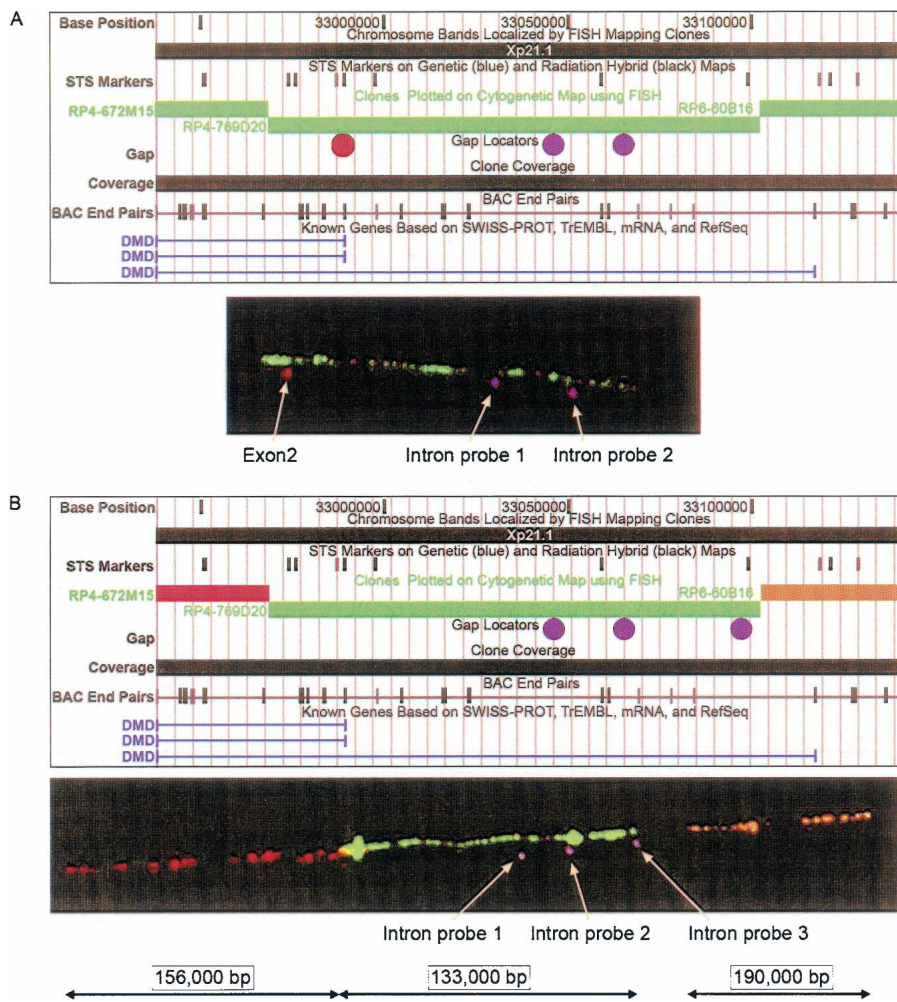 A
Base Position 33000000 33050000 33100000
Chromosome Bands Localized by FISH Mapping Clones
Xp21.1
STS Markers on Genetic (blue) and Radiation Hybrid (black) Maps
STS Markers
Clones Plotted on Cytogenetic Map using FISH
RP4-672M15 RP6-60B16
RP4-769D20
Gap Locators
Gap
Clone Coverage
Coverage
BAC End Pairs
BAC End Pairs
Known Genes Based on SWISS-PROT, TrEMBL, mRNA, and RefSeq
DMD
DMD
DMD
Exon2 Intron probe 1 Intron probe 2
B
Base Position 33000000 33050000 33100000
Chromosome Bands Localized by FISH Mapping Clones
Xp21.1
STS Markers on Genetic (blue) and Radiation Hybrid (black) Maps
STS Markers
Clones Plotted on Cytogenetic Map using FISH
RP4-672M15 RP6-60B16
RP4-769D20
Gap Locators
Gap
Clone Coverage
Coverage
BAC End Pairs
BAC End Pairs
Known Genes Based on SWISS-PROT, TrEMBL, mRNA, and RefSeq
DMD
DMD
DMD
Intron probe 1 Intron probe 2 Intron probe 3
156,000 bp 133,000 bp 190,000 bp